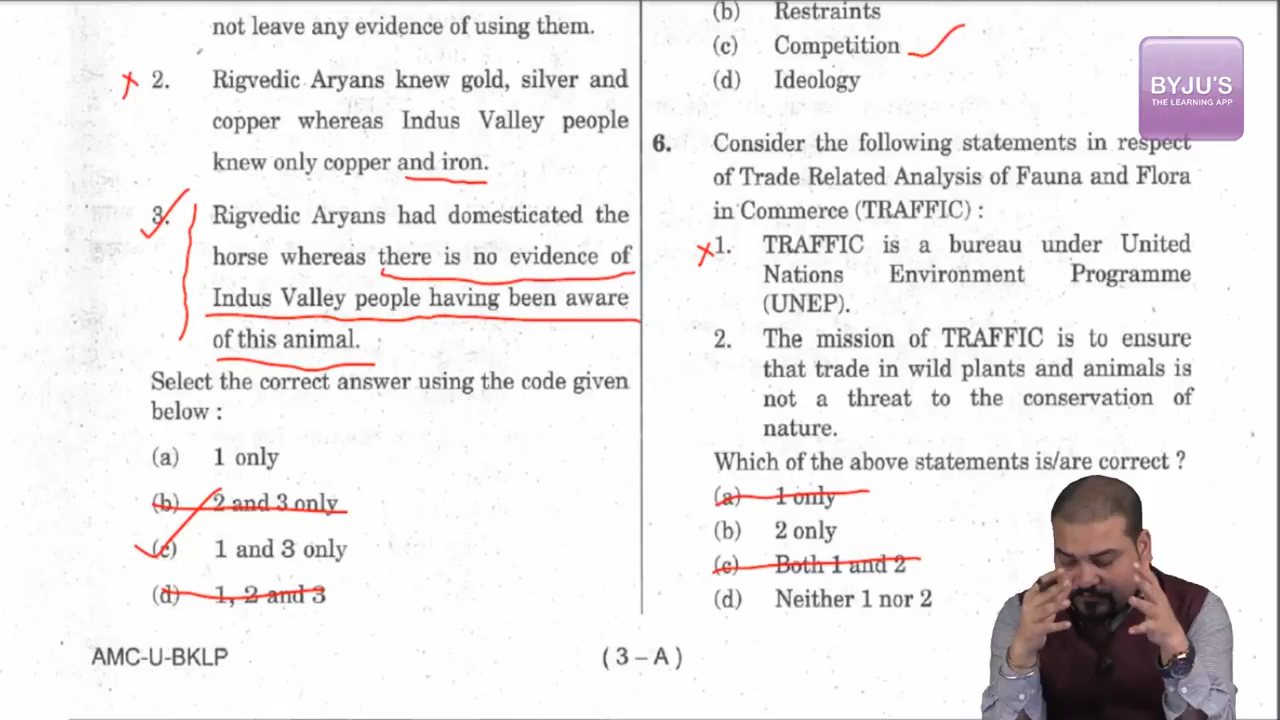 not leave any evidence of using them.
2. Rigvedic Aryans knew gold, silver and
copper whereas Indus Valley people
knew only copper and iron.
3. Rigvedic Aryans had domesticated the
horse whereas there is no evidence of
Indus Valley people having been aware
of this animal.
Select the correct answer using the code given
below :
(a) 1 only
(b) 2 and 3 only
(c) 1 and 3 only
(d) 1, 2 and 3
AMC-U-BKLP
( 3 – A )
(b) Restraints
(c) Competition
(d) Ideology
6. Consider the following statements in respect
of Trade Related Analysis of Fauna and Flora
in Commerce (TRAFFIC) :
1. TRAFFIC is a bureau under United
Nations Environment Programme
(UNEP).
2. The mission of TRAFFIC is to ensure
that trade in wild plants and animals is
not a threat to the conservation of
nature.
Which of the above statements is/are correct ?
(a) 1 only
(b) 2 only
(c) Both 1 and 2
(d) Neither 1 nor 2
BYJU'S
THE LEARNING APP